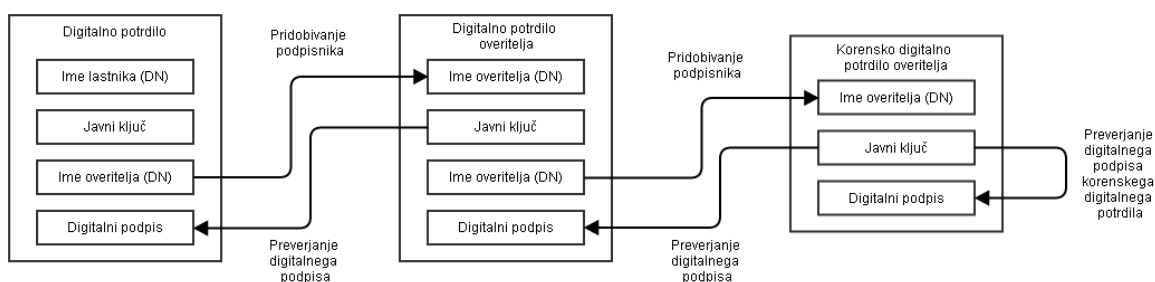 Digitalno potrdilo
Ime lastnika (DN)
Javni ključ
Ime overitelja (DN)
Digitalni podpis
Pridobivanje
podpisnika
Preverjanje
digitalnega
podpisa
Digitalno potrdilo
overitelja
Ime overitelja (DN)
Javni ključ
Ime overitelja (DN)
Digitalni podpis
Pridobivanje
podpisnika
Preverjanje
digitalnega
podpisa
Korensko digitalno
potrdilo overitelja
Ime overitelja (DN)
Javni ključ
Digitalni podpis
Preverjanje
digitalnega
podpisa
korenskega
digitalnega
potrdila